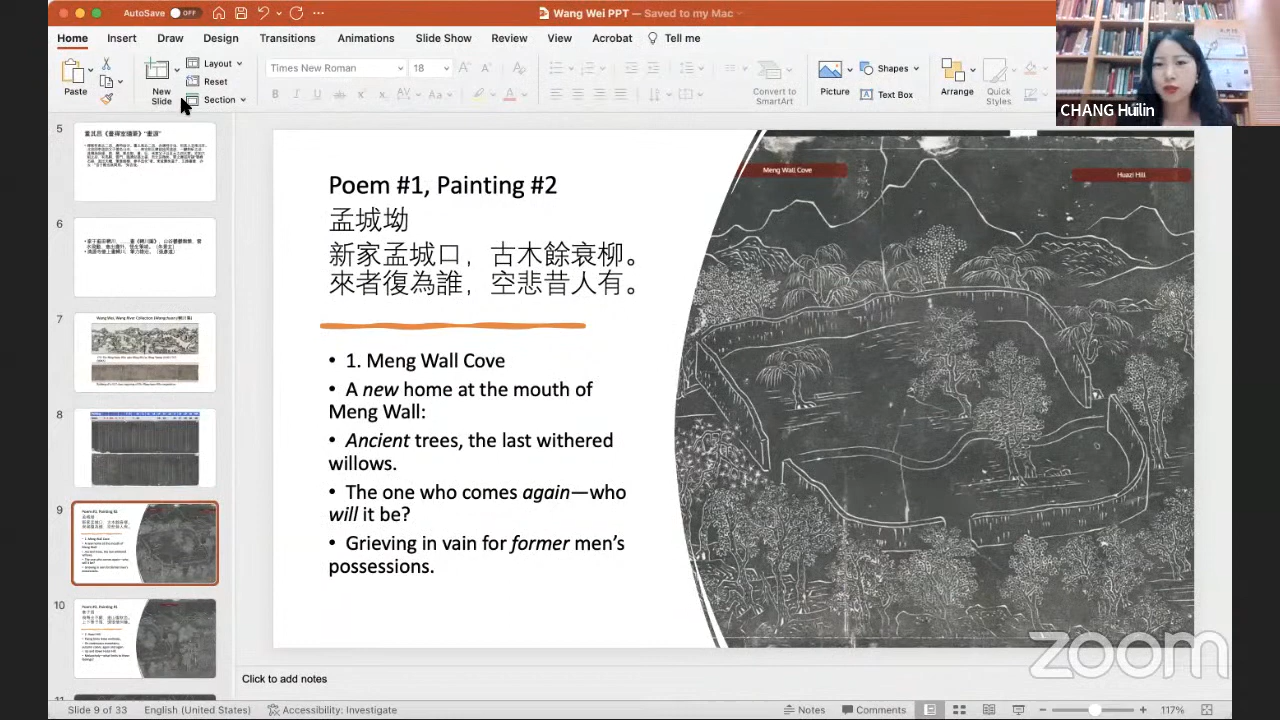 AutoSave OFF
Wang Wei PPT — Saved to my Mac
Home Insert Draw Design Transitions Animations Slide Show Review View Acrobat Tell me
Paste
New Slide
Layout
Reset
Section
Times New Roman 18
Convert to SmartArt
Picture
Shapes
Text Box
Arrange
Quick Styles
CHANG Huilin
5
6
7
8
9
10
Poem #1, Painting #2
孟城坳
新家孟城口，古木餘衰柳。
來者復為誰，空悲昔人有。
• 1. Meng Wall Cove
• A new home at the mouth of
Meng Wall:
• Ancient trees, the last withered
willows.
• The one who comes again—who
will it be?
• Grieving in vain for former men's
possessions.
Meng Wall Cove
Huazi Hill
zoom
Click to add notes
Slide 9 of 33 English (United States) Accessibility: Investigate Notes Comments 117%